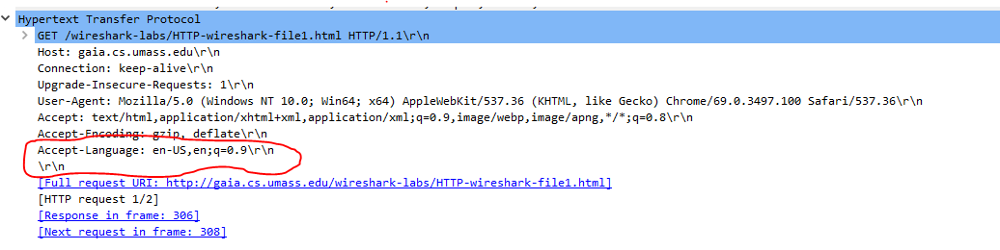 Hypertext Transfer Protocol
GET /wireshark-labs/HTTP-wireshark-file1.html HTTP/1.1\r\n
Host: gaia.cs.umass.edu\r\n
Connection: keep-alive\r\n
Upgrade-Insecure-Requests: 1\r\n
User-Agent: Mozilla/5.0 (Windows NT 10.0; Win64; x64) AppleWebKit/537.36 (KHTML, like Gecko) Chrome/69.0.3497.100 Safari/537.36\r\n
Accept: text/html,application/xhtml+xml,application/xml;q=0.9,image/webp,image/apng,*/*;q=0.8\r\n
Accept-Encoding: gzip, deflate\r\n
Accept-Language: en-US,en;q=0.9\r\n
\r\n
[Full request URI: http://gaia.cs.umass.edu/wireshark-labs/HTTP-wireshark-file1.html]
[HTTP request 1/2]
[Response in frame: 306]
[Next request in frame: 308]